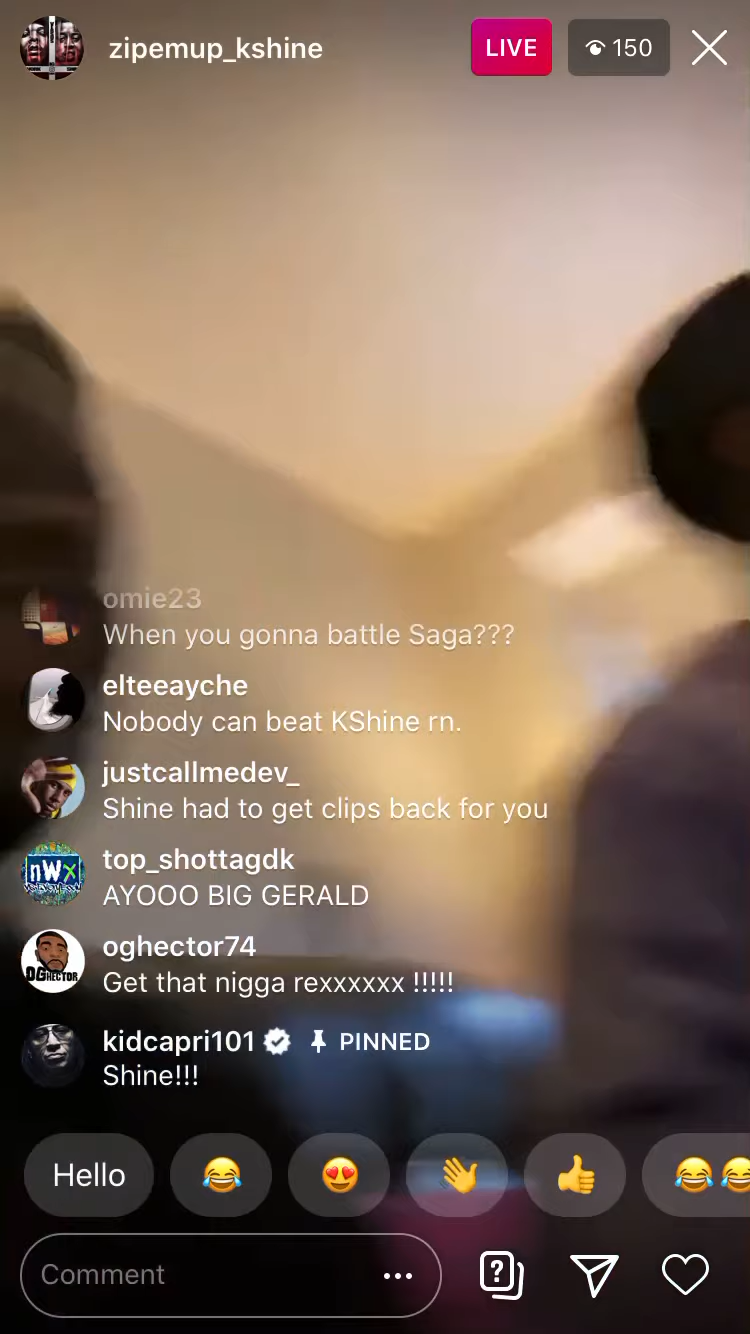 zipemup_kshine
LIVE
150
omie23
When you gonna battle Saga???
elteeayche
Nobody can beat KShine rn.
justcallmedev_
Shine had to get clips back for you
top_shottagdk
nWx
AYOOO BIG GERALD
oghector74
OGHECTOR
Get that nigga rexxxxxx !!!!!
kidcapri101 PINNED
Shine!!!
Hello
Comment